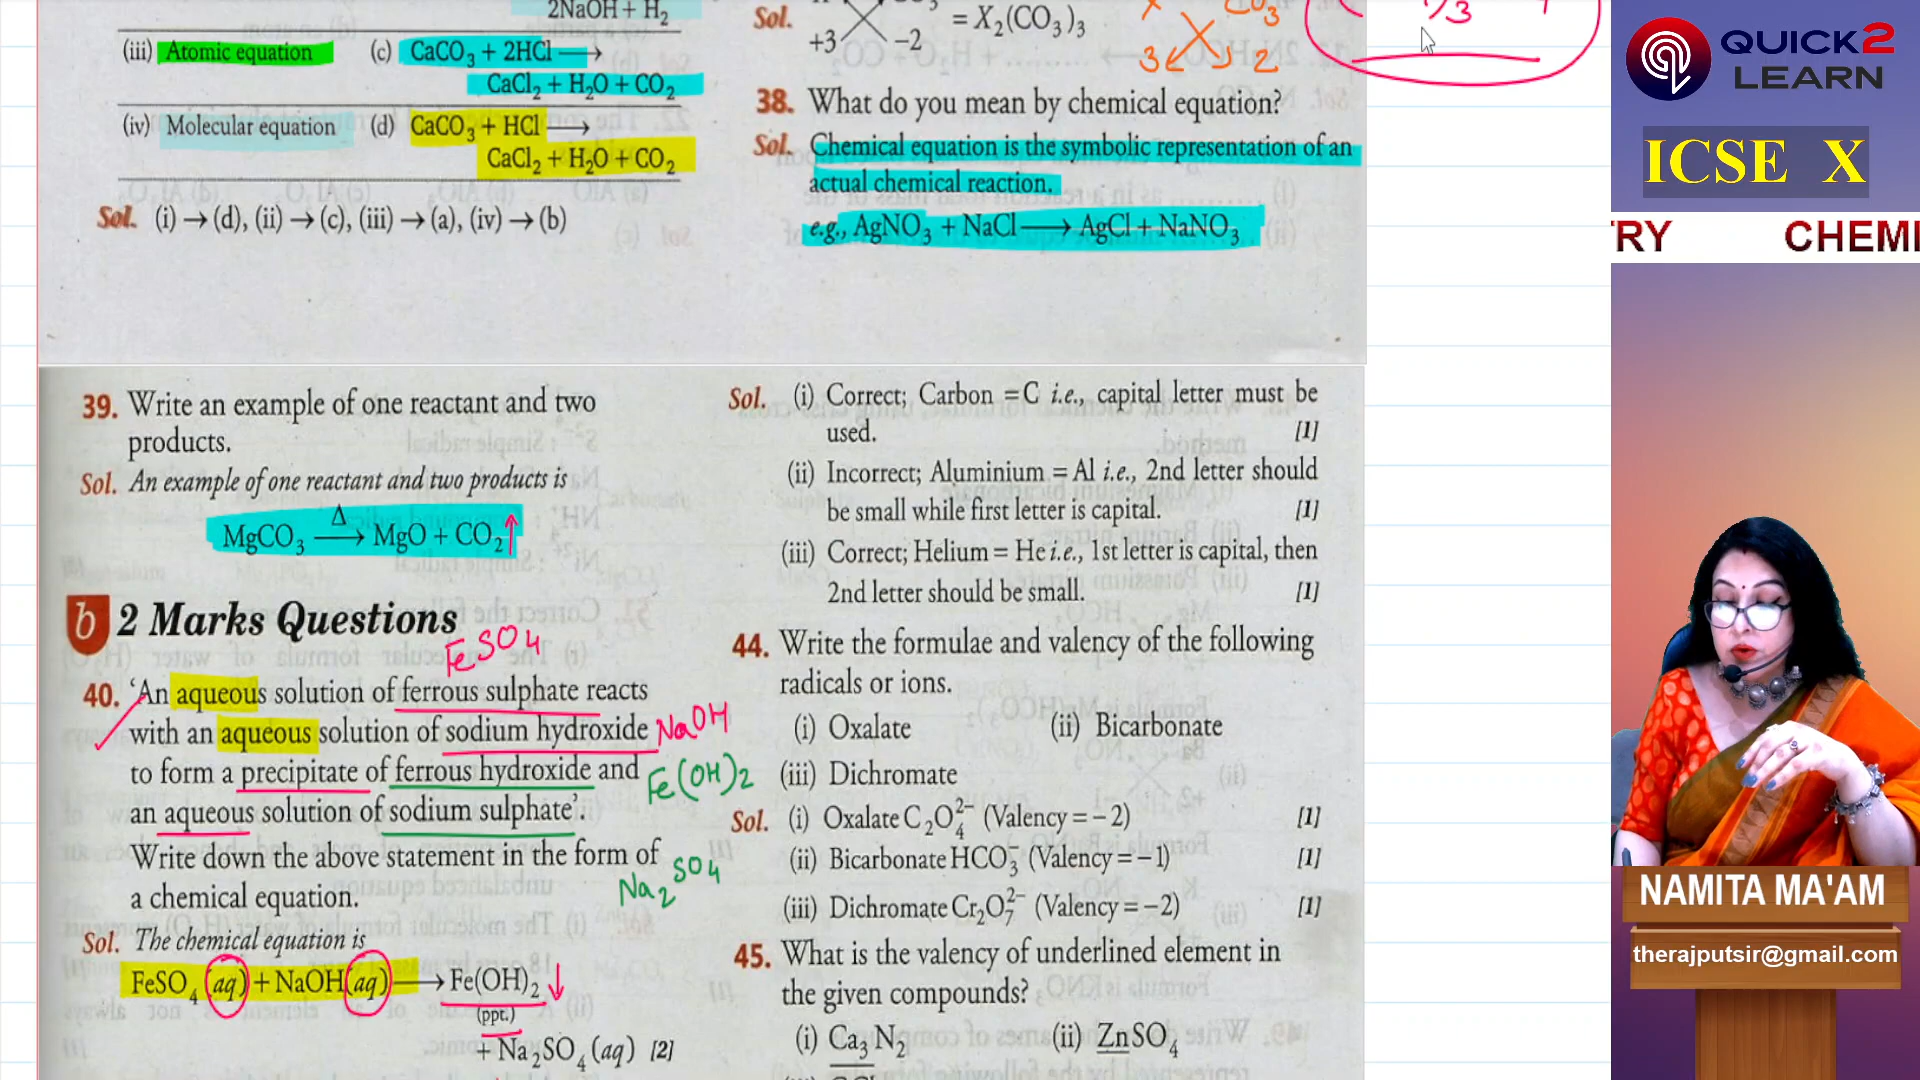 2NaOH + H₂
(iii) Atomic equation (c) CaCO₃ + 2HCl ⟶
CaCl₂ + H₂O + CO₂
(iv) Molecular equation (d) CaCO₃ + HCl ⟶
CaCl₂ + H₂O + CO₂
Sol. (i) → (d), (ii) → (c), (iii) → (a), (iv) → (b)
39. Write an example of one reactant and two
products.
Sol. An example of one reactant and two products is
Δ
MgCO₃ ⟶ MgO + CO₂↑
b 2 Marks Questions
FeSO4
40. ‘An aqueous solution of ferrous sulphate reacts
with an aqueous solution of sodium hydroxide NaOH
to form a precipitate of ferrous hydroxide and Fe(OH)2
an aqueous solution of sodium sulphate’.
Write down the above statement in the form of
Na2SO4
a chemical equation.
Sol. The chemical equation is
FeSO₄ (aq) + NaOH(aq) ⟶ Fe(OH)₂ ↓
(ppt.)
+ Na₂SO₄ (aq) [2]
Sol. = X₂(CO₃)₃
+3 −2
CO3
3 2
38. What do you mean by chemical equation?
Sol. Chemical equation is the symbolic representation of an
actual chemical reaction.
e.g., AgNO₃ + NaCl ⟶ AgCl + NaNO₃
Sol. (i) Correct; Carbon = C i.e., capital letter must be
used. [1]
(ii) Incorrect; Aluminium = Al i.e., 2nd letter should
be small while first letter is capital. [1]
(iii) Correct; Helium = He i.e., 1st letter is capital, then
2nd letter should be small. [1]
44. Write the formulae and valency of the following
radicals or ions.
(i) Oxalate (ii) Bicarbonate
(iii) Dichromate
Sol. (i) Oxalate C₂O₄²⁻ (Valency = − 2) [1]
(ii) Bicarbonate HCO₃⁻ (Valency = −1) [1]
(iii) Dichromate Cr₂O₇²⁻ (Valency = −2) [1]
45. What is the valency of underlined element in
the given compounds?
(i) Ca₃N₂ (ii) ZnSO₄
QUICK2
LEARN
ICSE X
TRY CHEMI
NAMITA MA'AM
therajputsir@gmail.com